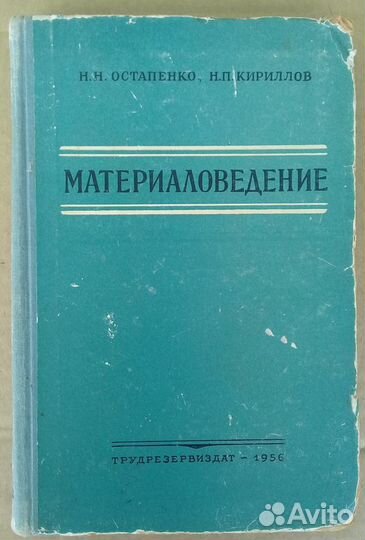 Н.Н. ОСТАПЕНКО, Н.П. КИРИЛЛОВ
МАТЕРИАЛОВЕДЕНИЕ
ТРУДРЕЗЕРВИЗДАТ – 1956
Avito